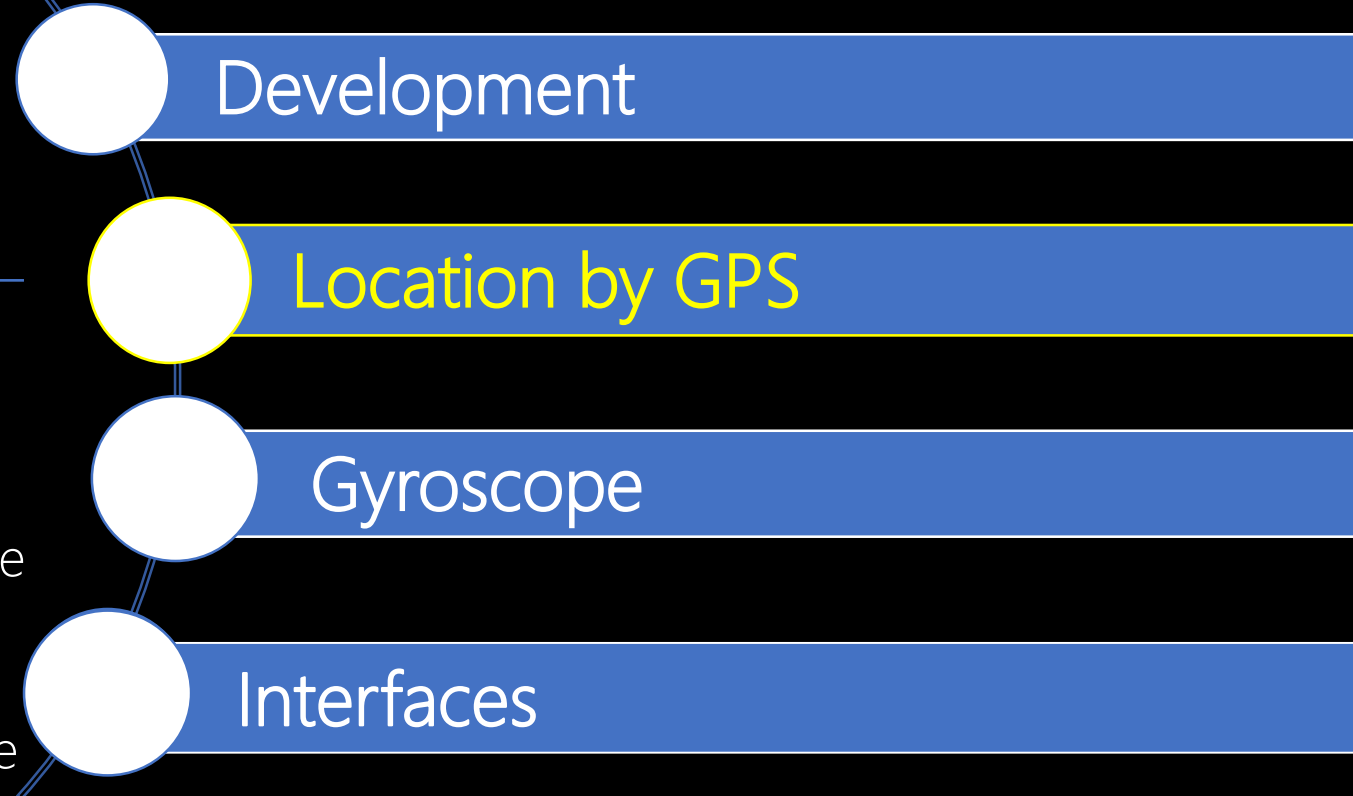 Development
Location by GPS
Gyroscope
e
Interfaces
e